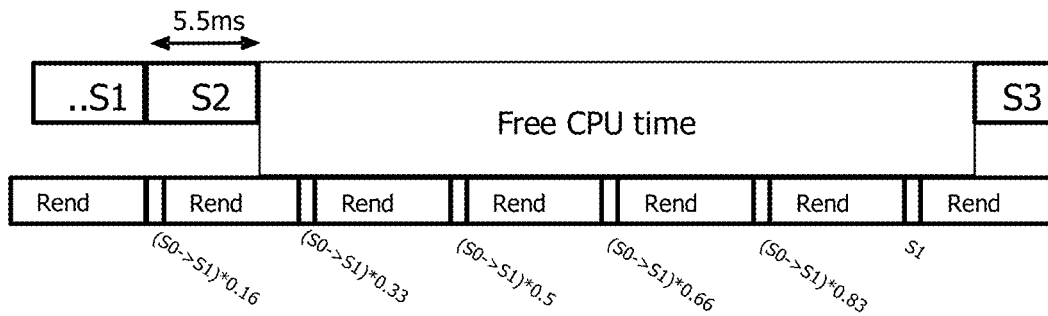 5.5ms
..S1
S2
Free CPU time
S3
Rend
Rend
Rend
Rend
Rend
Rend
Rend
(S0->S1)*0.16
(S0->S1)*0.33
(S0->S1)*0.5
(S0->S1)*0.66
(S0->S1)*0.83
S1